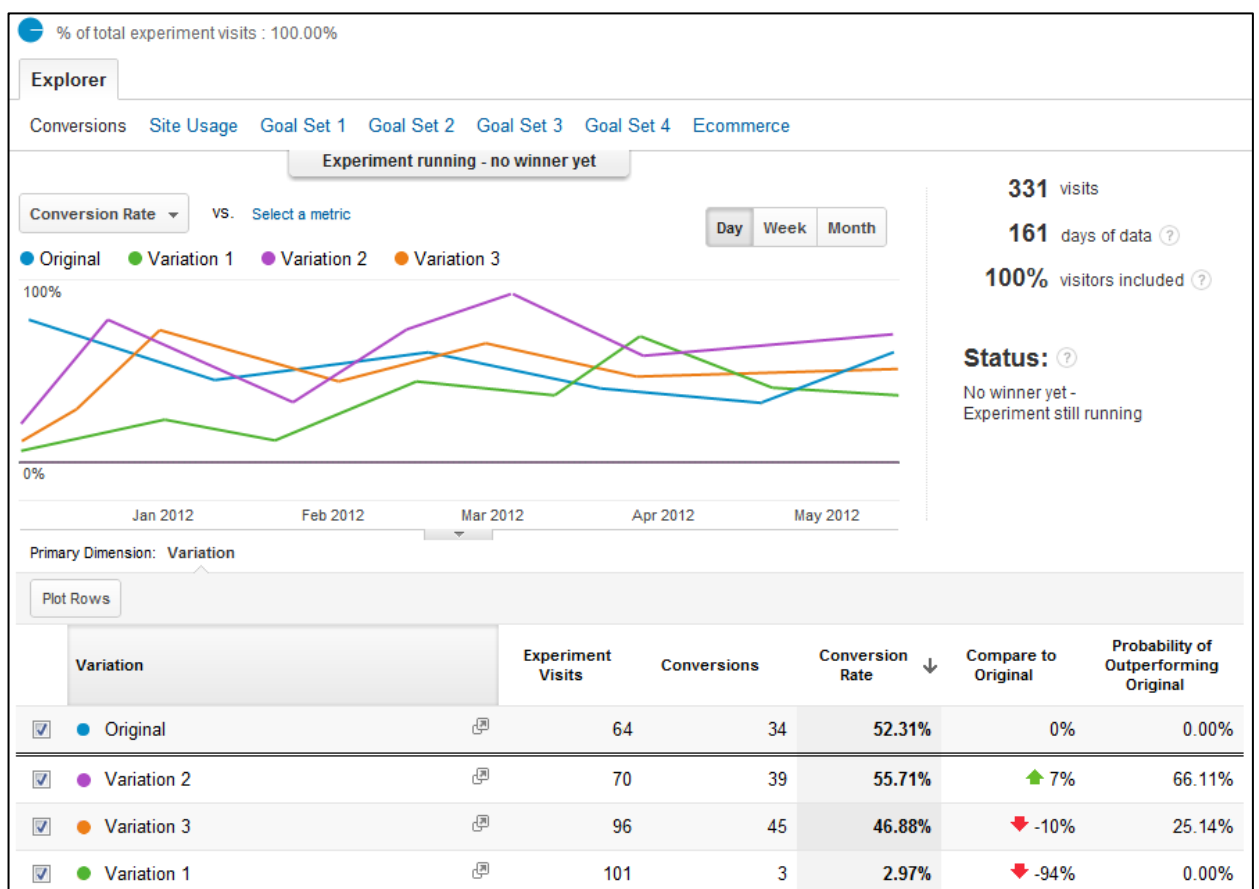 % of total experiment visits : 100.00%
Explorer
Conversions Site Usage Goal Set 1 Goal Set 2 Goal Set 3 Goal Set 4 Ecommerce
Experiment running - no winner yet
Conversion Rate VS. Select a metric
Day Week Month
Original Variation 1 Variation 2 Variation 3
100%
0%
Jan 2012 Feb 2012 Mar 2012 Apr 2012 May 2012
331 visits
161 days of data ?
100% visitors included ?
Status: ?
No winner yet -
Experiment still running
Primary Dimension: Variation
Plot Rows
Variation Experiment Visits Conversions Conversion Rate Compare to Original Probability of Outperforming Original
Original 64 34 52.31% 0% 0.00%
Variation 2 70 39 55.71% 7% 66.11%
Variation 3 96 45 46.88% -10% 25.14%
Variation 1 101 3 2.97% -94% 0.00%